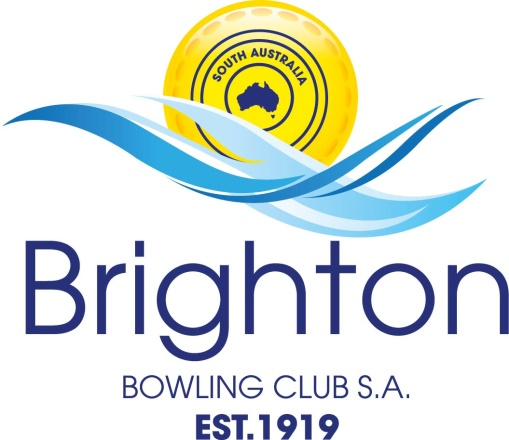 SOUTH AUSTRALIA
Brighton
BOWLING CLUB S.A.
EST.1919